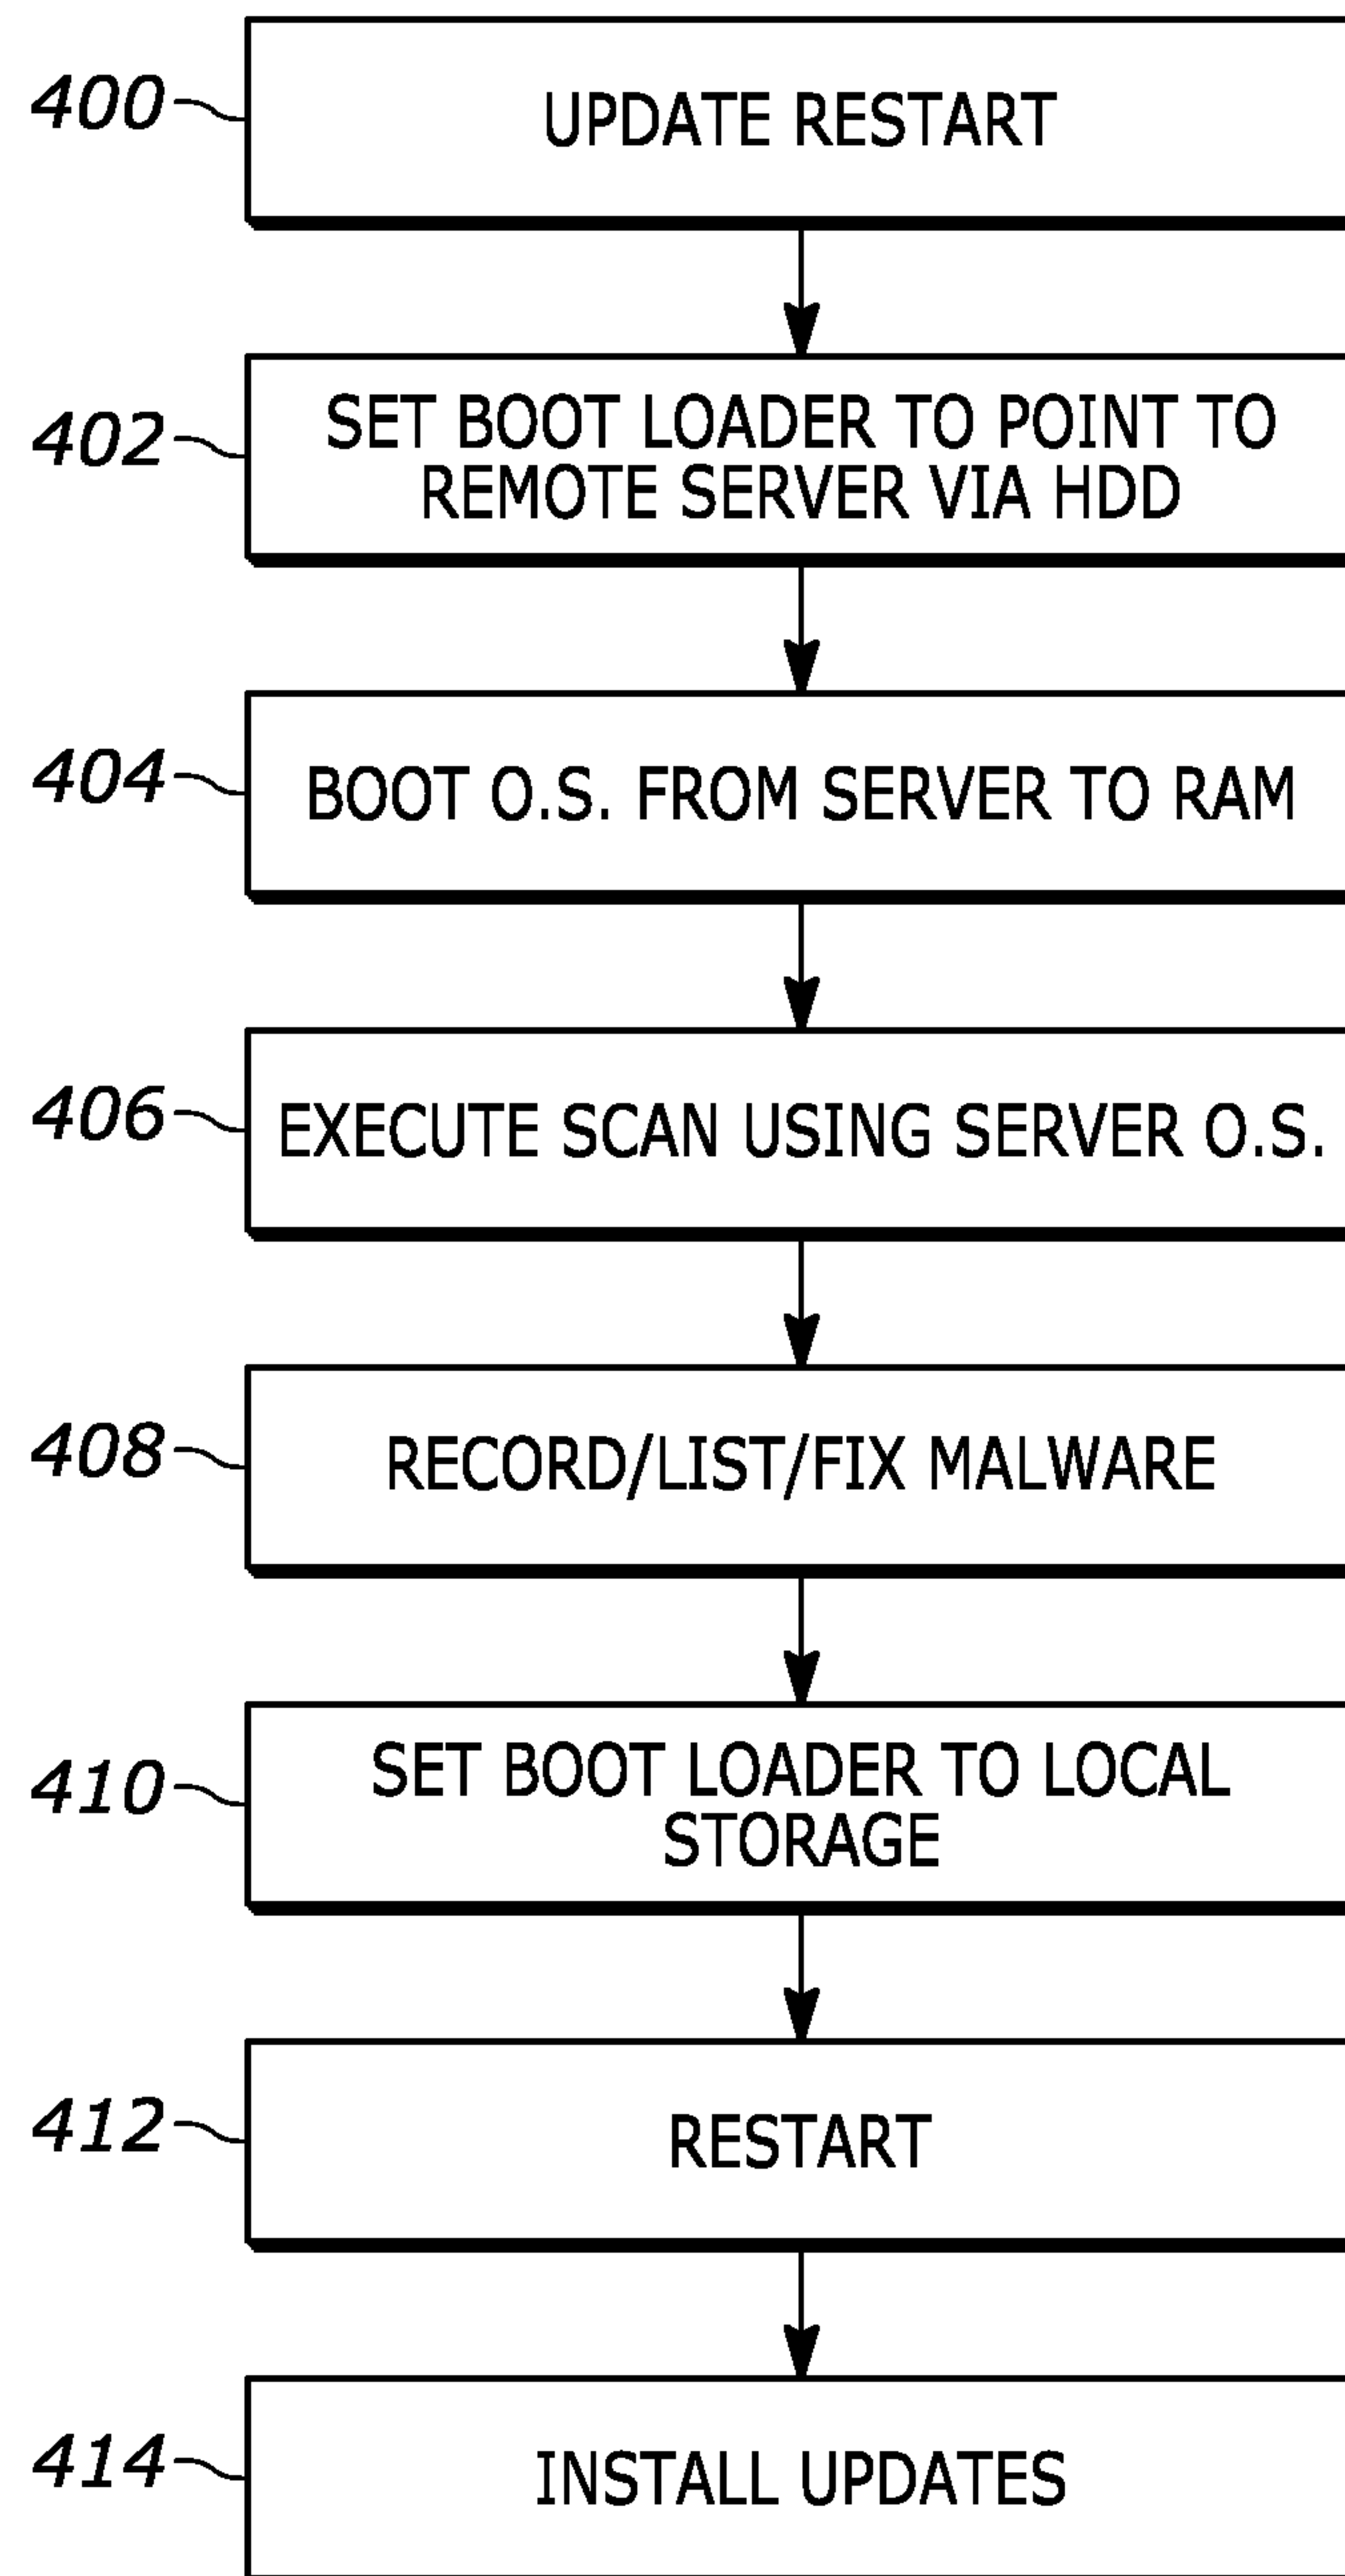 400
UPDATE RESTART
402
SET BOOT LOADER TO POINT TO
REMOTE SERVER VIA HDD
404
BOOT O.S. FROM SERVER TO RAM
406
EXECUTE SCAN USING SERVER O.S.
408
RECORD/LIST/FIX MALWARE
410
SET BOOT LOADER TO LOCAL
STORAGE
412
RESTART
414
INSTALL UPDATES